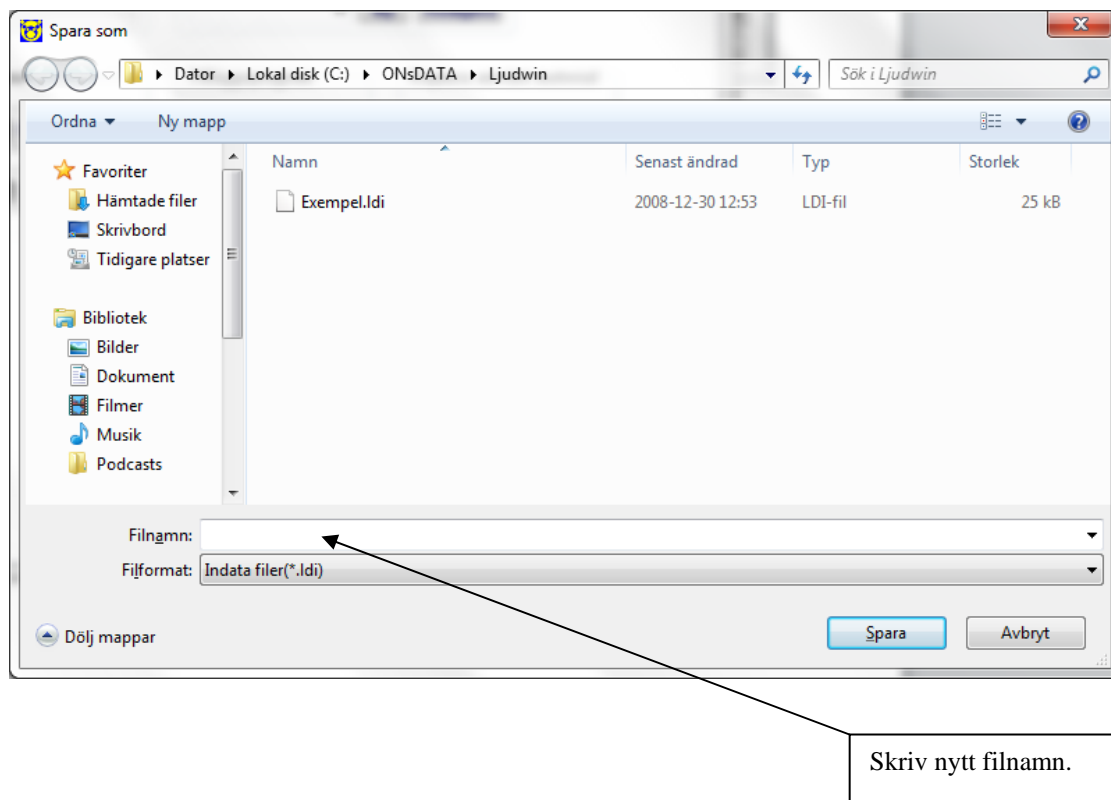 Spara som
Dator Lokal disk (C:) ONsDATA Ljudwin
Sök i Ljudwin
Ordna Ny mapp
Namn Senast ändrad Typ Storlek
Exempel.ldi 2008-12-30 12:53 LDI-fil 25 kB
Favoriter
Hämtade filer
Skrivbord
Tidigare platser
Bibliotek
Bilder
Dokument
Filmer
Musik
Podcasts
Filnamn:
Filformat: Indata filer(*.ldi)
Dölj mappar
Spara Avbryt
Skriv nytt filnamn.